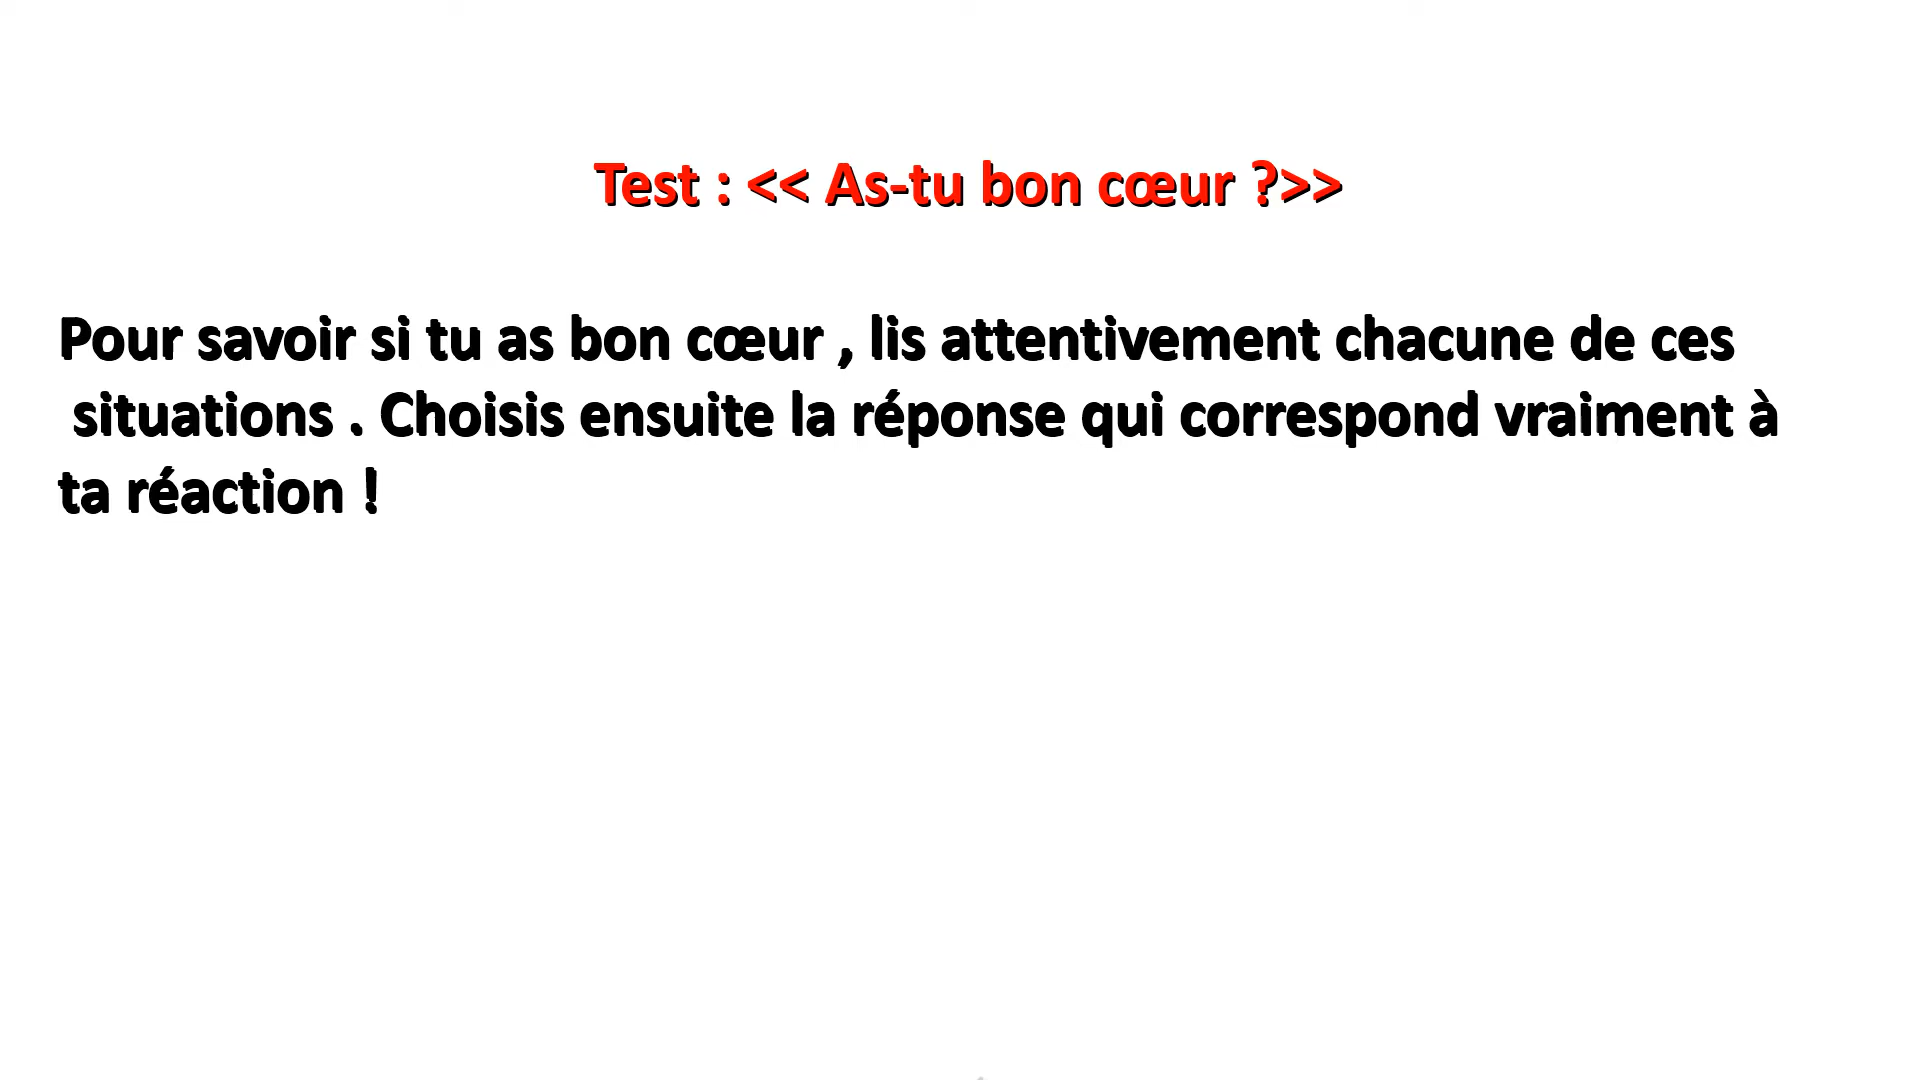 Test : << As-tu bon cœur ?>>
Pour savoir si tu as bon cœur , lis attentivement chacune de ces
situations . Choisis ensuite la réponse qui correspond vraiment à
ta réaction !